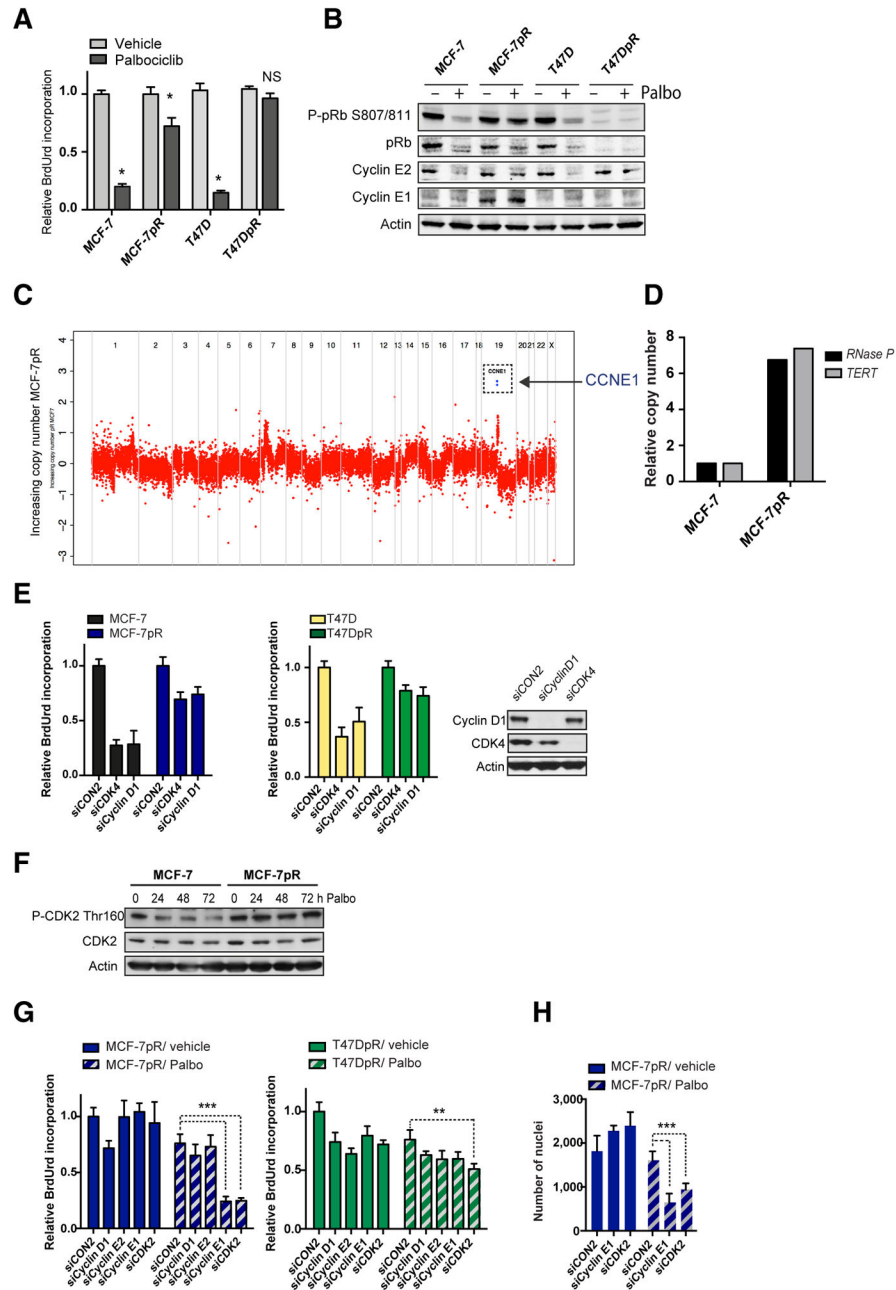 A
Vehicle
Palbociclib
Relative BrdUrd incorporation
1.0
0.5
0.0
*
*
*
NS
MCF-7
MCF-7pR
T47D
T47DpR
B
MCF-7 MCF-7pR T47D T47DpR
– + – + – + – + Palbo
P-pRb S807/811
pRb
Cyclin E2
Cyclin E1
Actin
C
Increasing copy number MCF-7pR
Increasing copy number pR MCF7
4
3
2
1
0
-1
-2
-3
1 2 3 4 5 6 7 8 9 10 11 12 13 14 15 16 17 18 19 20 21 22 X
CCNE1
CCNE1
D
Relative copy number
8
6
4
2
0
RNase P
TERT
MCF-7
MCF-7pR
E
MCF-7
MCF-7pR
Relative BrdUrd incorporation
1.0
0.5
0.0
siCON2
siCDK4
siCyclin D1
siCON2
siCDK4
siCyclin D1
T47D
T47DpR
Relative BrdUrd incorporation
1.0
0.5
0.0
siCON2
siCDK4
siCyclin D1
siCON2
siCDK4
siCyclin D1
siCON2
siCyclinD1
siCDK4
Cyclin D1
CDK4
Actin
F
MCF-7 MCF-7pR
0 24 48 72 0 24 48 72 h Palbo
P-CDK2 Thr160
CDK2
Actin
G
MCF-7pR/ vehicle
MCF-7pR/ Palbo
Relative BrdUrd incorporation
1.0
0.5
0.0
***
siCON2
siCyclin D1
siCyclin E2
siCyclin E1
siCDK2
siCON2
siCyclin D1
siCyclin E2
siCyclin E1
siCDK2
T47DpR/ vehicle
T47DpR/ Palbo
Relative BrdUrd incorporation
1.0
0.5
0.0
**
siCON2
siCyclin D1
siCyclin E2
siCyclin E1
siCDK2
siCON2
siCyclin D1
siCyclin E2
siCyclin E1
siCDK2
H
MCF-7pR/ vehicle
MCF-7pR/ Palbo
Number of nuclei
3,000
2,000
1,000
0
***
siCON2
siCyclin E1
siCDK2
siCON2
siCyclin E1
siCDK2